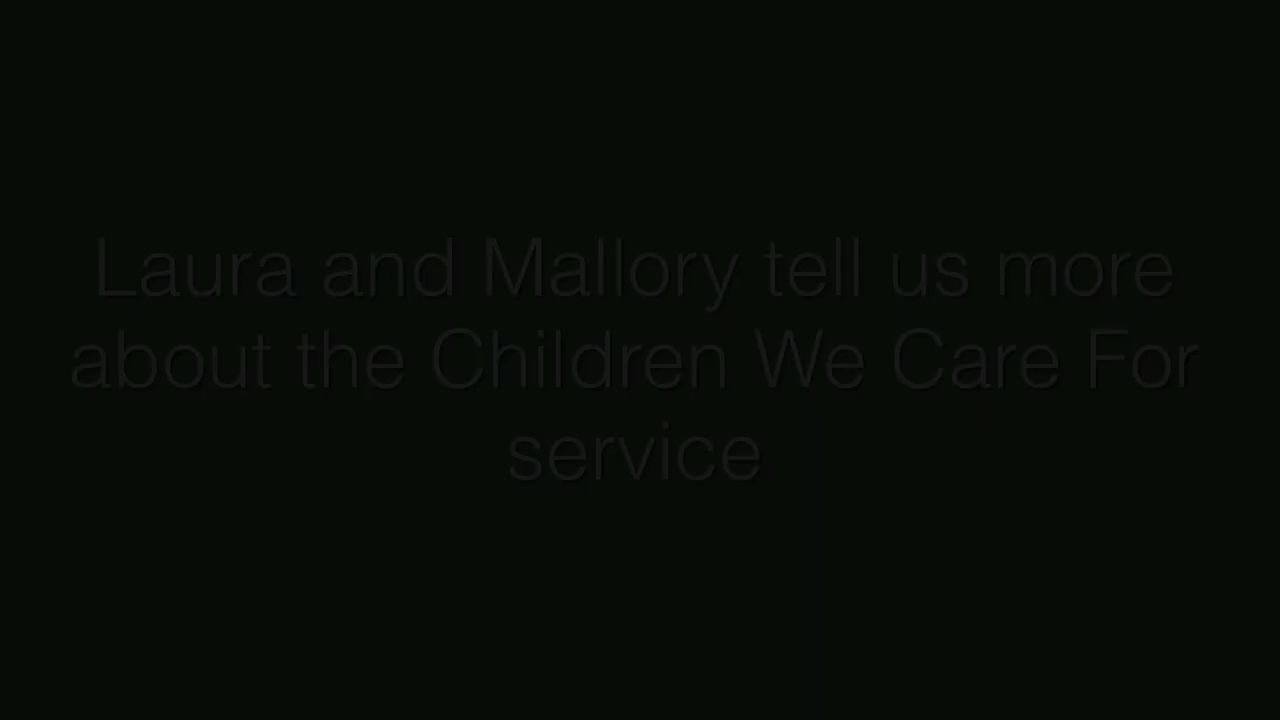 Laura and Mallory tell us more
about the Children We Care For
service